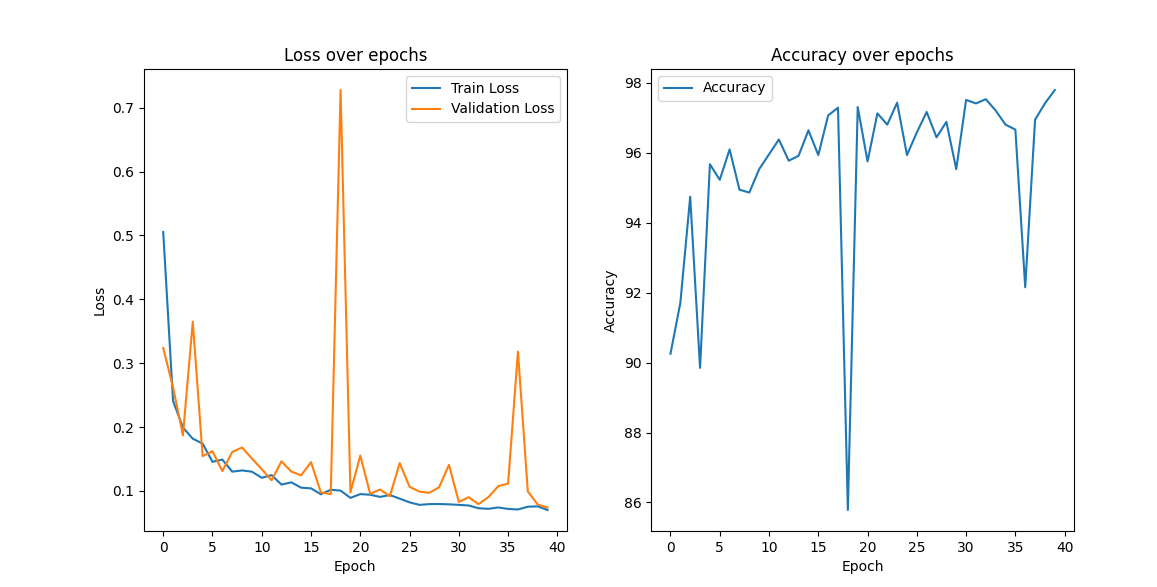 Loss over epochs
Train Loss
Validation Loss
0.7
0.6
0.5
0.4
0.3
0.2
0.1
Loss
0 5 10 15 20 25 30 35 40
Epoch
Accuracy over epochs
Accuracy
98
96
94
92
90
88
86
Accuracy
0 5 10 15 20 25 30 35 40
Epoch